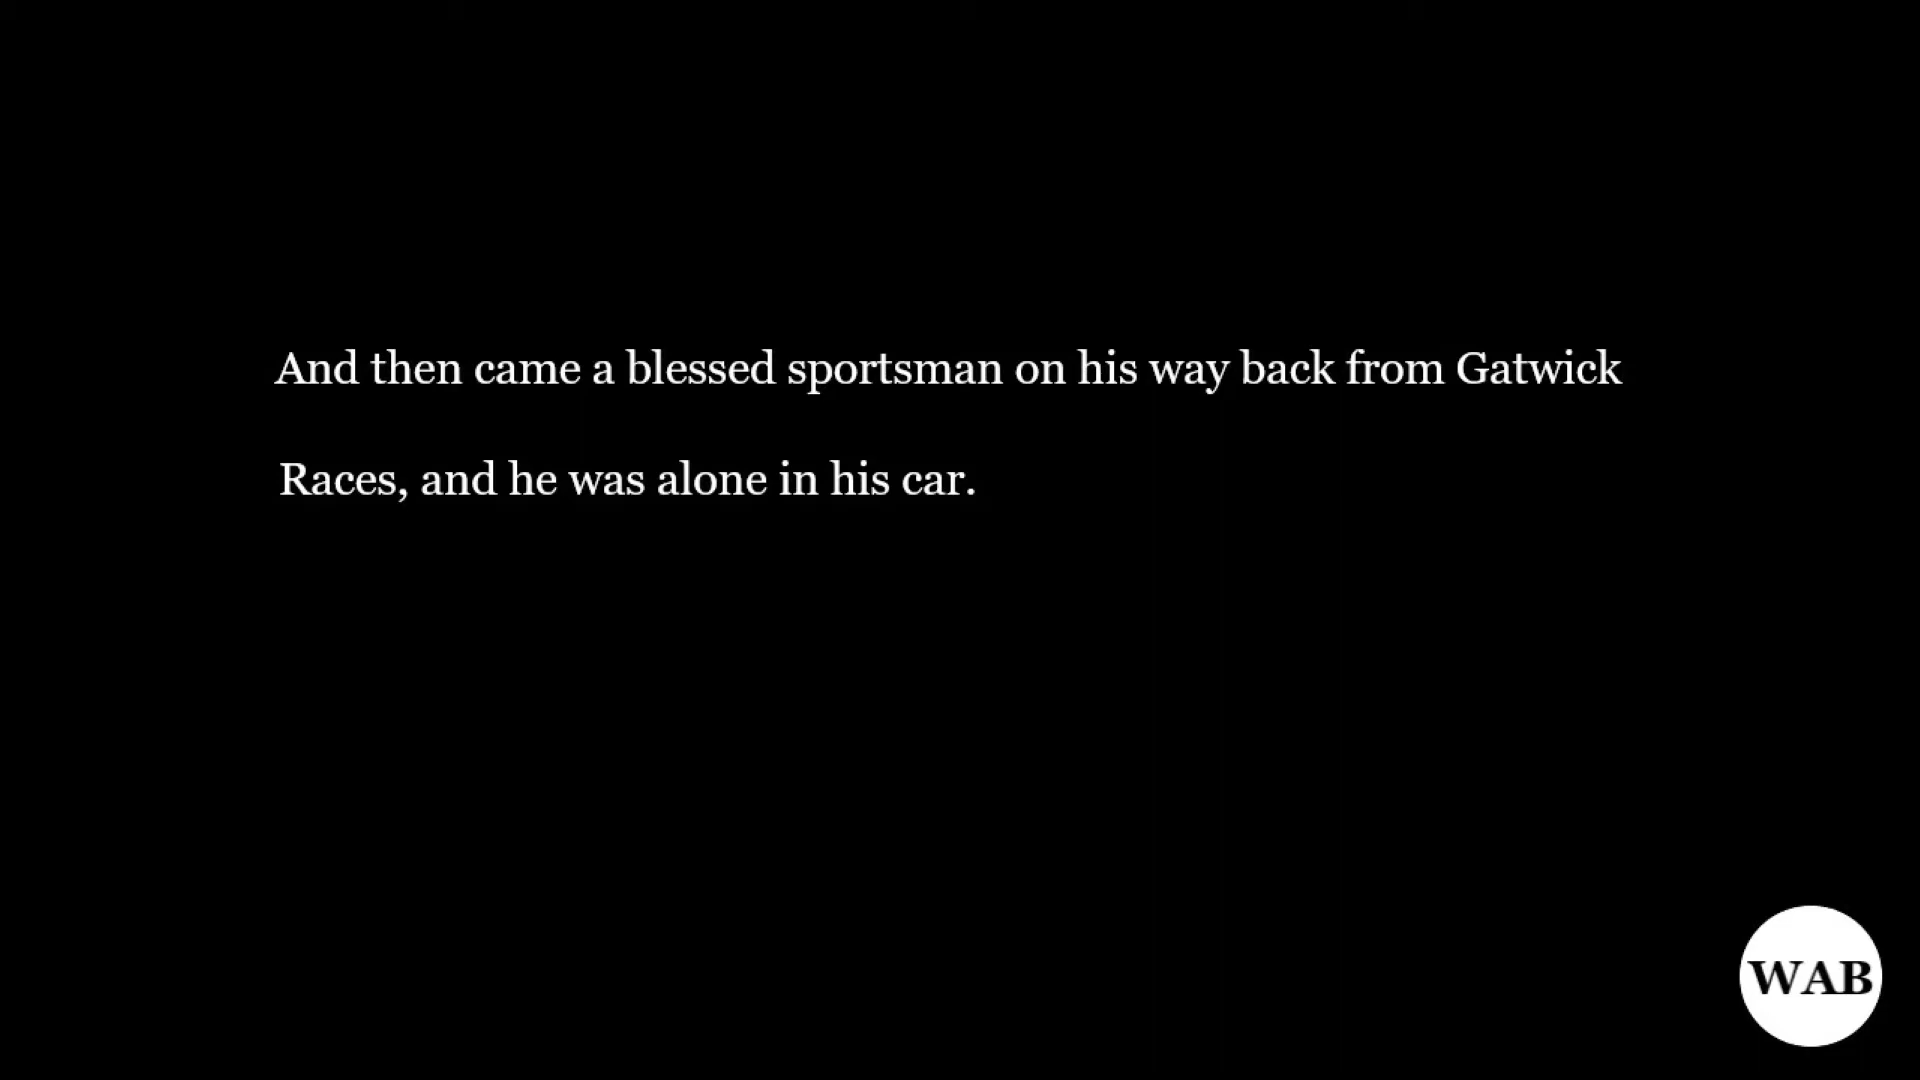 And then came a blessed sportsman on his way back from Gatwick
Races, and he was alone in his car.
WAB